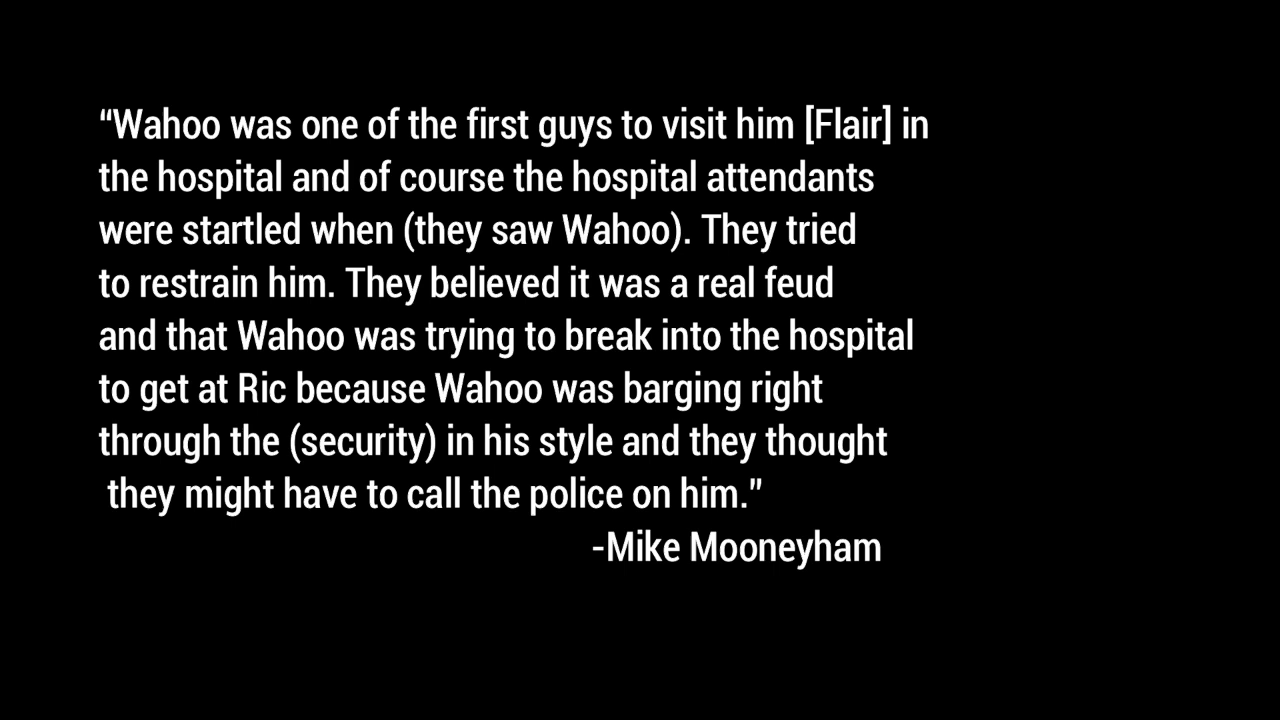 “Wahoo was one of the first guys to visit him [Flair] in
the hospital and of course the hospital attendants
were startled when (they saw Wahoo). They tried
to restrain him. They believed it was a real feud
and that Wahoo was trying to break into the hospital
to get at Ric because Wahoo was barging right
through the (security) in his style and they thought
they might have to call the police on him.”
-Mike Mooneyham